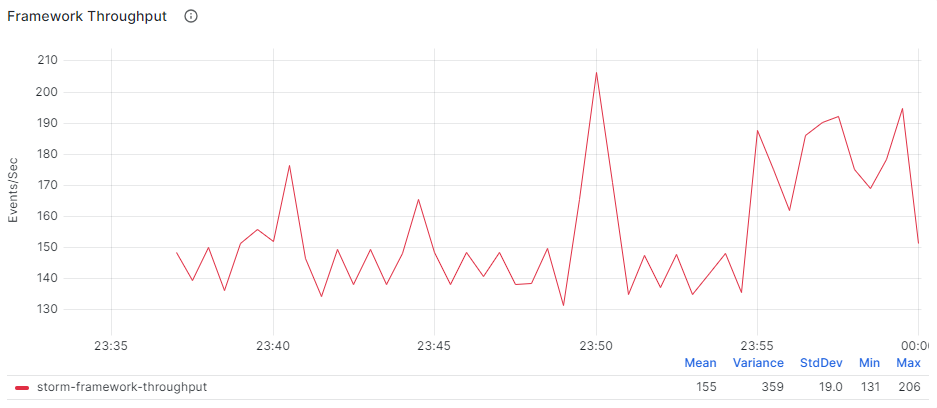 Framework Throughput
210
200
190
180
170
160
150
140
130
Events/Sec
23:35 23:40 23:45 23:50 23:55 00:0
Mean Variance StdDev Min Max
storm-framework-throughput 155 359 19.0 131 206